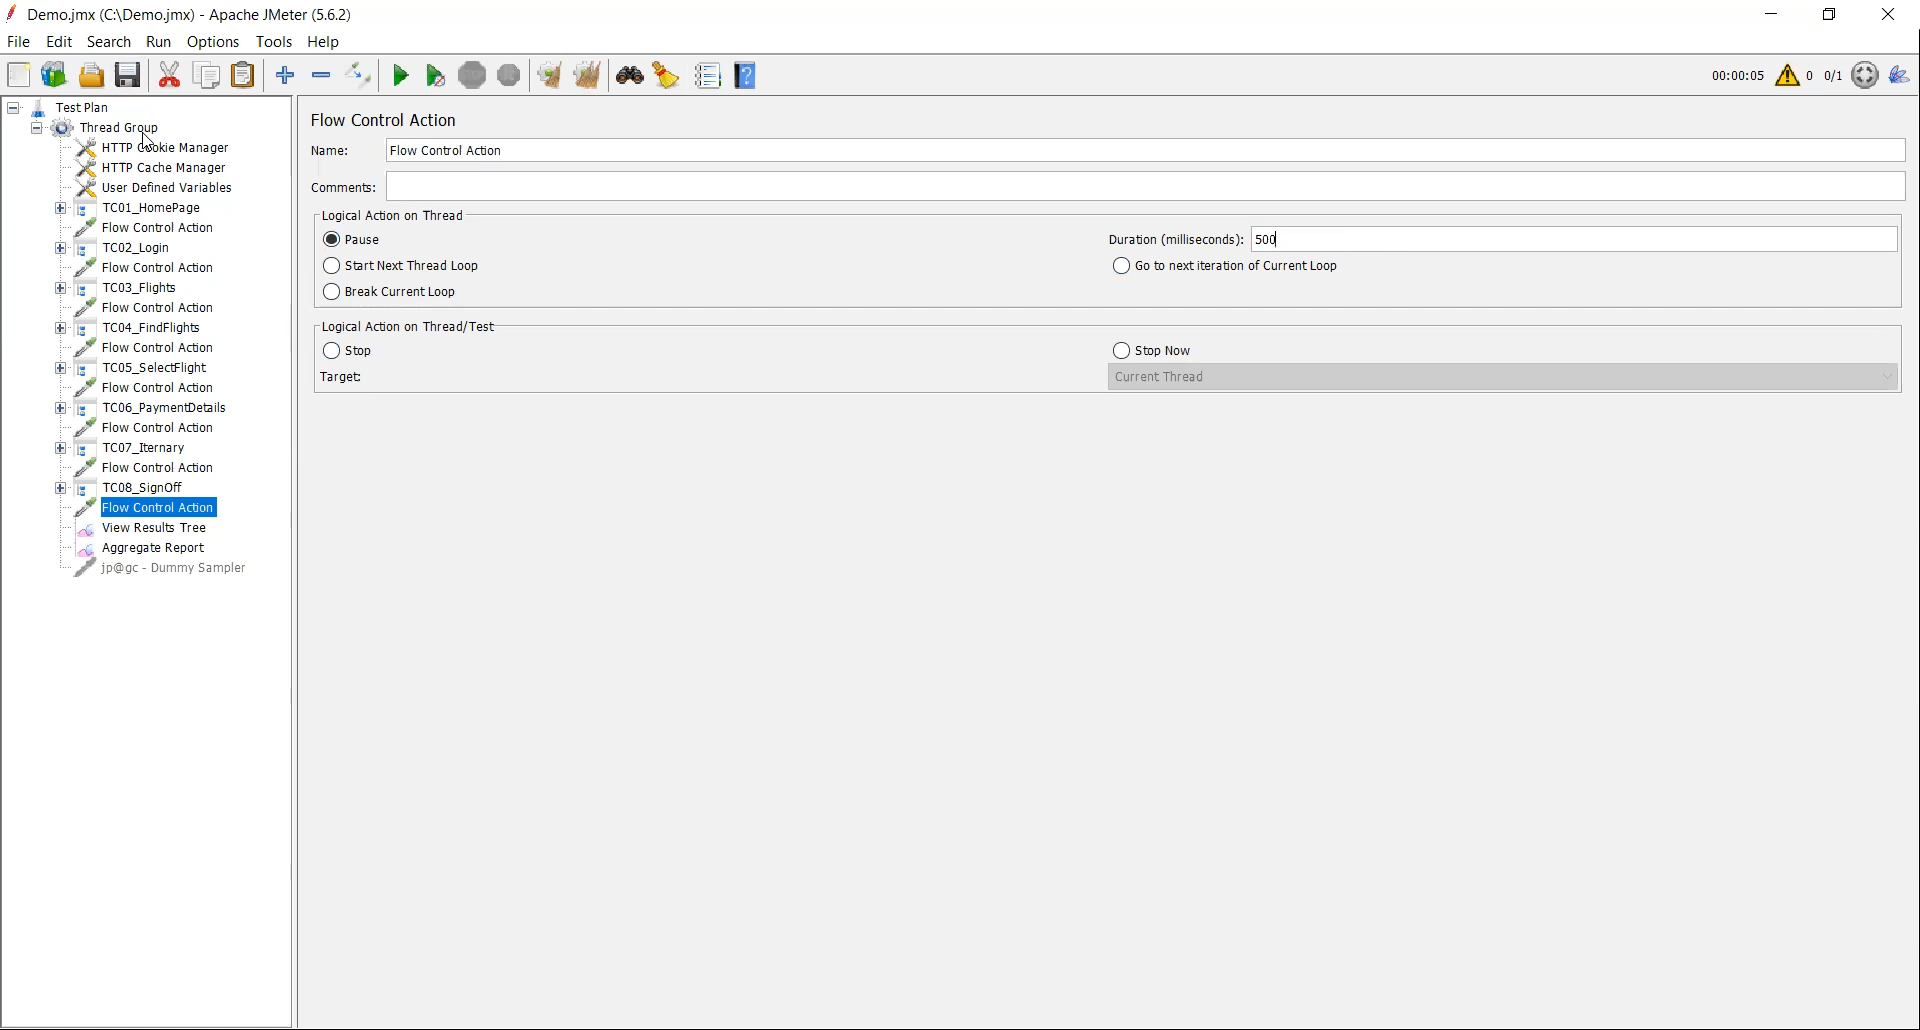 Demo.jmx (C:\Demo.jmx) - Apache JMeter (5.6.2)
File Edit Search Run Options Tools Help
00:00:05 0 0/1
Test Plan
Thread Group
HTTP Cookie Manager
HTTP Cache Manager
User Defined Variables
TC01_HomePage
Flow Control Action
TC02_Login
Flow Control Action
TC03_Flights
Flow Control Action
TC04_FindFlights
Flow Control Action
TC05_SelectFlight
Flow Control Action
TC06_PaymentDetails
Flow Control Action
TC07_Iternary
Flow Control Action
TC08_SignOff
Flow Control Action
View Results Tree
Aggregate Report
jp@gc - Dummy Sampler
Flow Control Action
Name: Flow Control Action
Comments:
Logical Action on Thread
Pause Duration (milliseconds): 500
Start Next Thread Loop Go to next iteration of Current Loop
Break Current Loop
Logical Action on Thread/Test
Stop Stop Now
Target: Current Thread